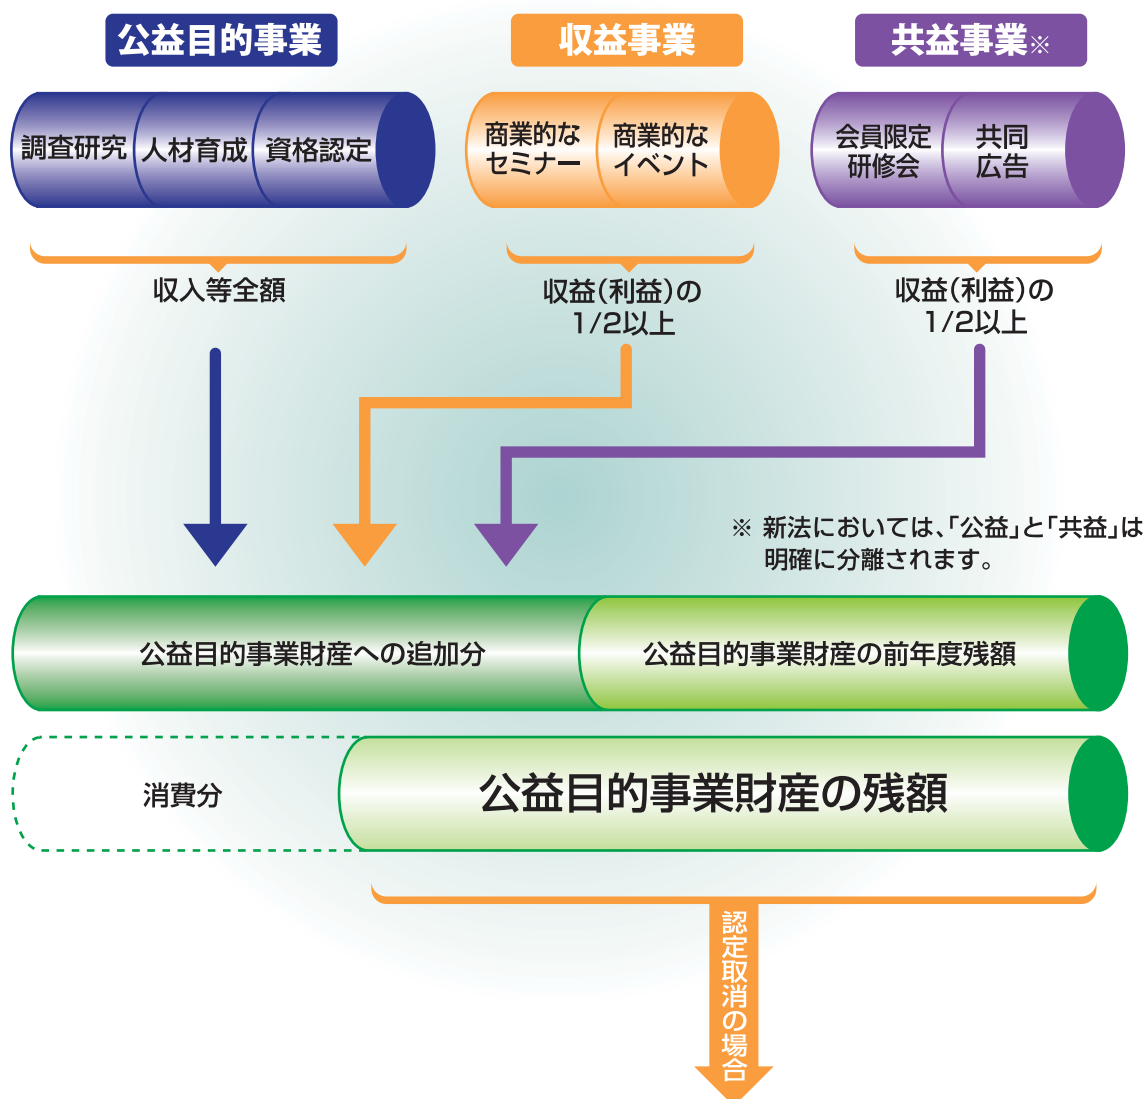 公益目的事業
収益事業
共益事業※
調査研究
人材育成
資格認定
商業的な
セミナー
商業的な
イベント
会員限定
研修会
共同
広告
収入等全額
収益(利益)の
1/2以上
収益(利益)の
1/2以上
※ 新法においては、「公益」と「共益」は
明確に分離されます。
公益目的事業財産への追加分
公益目的事業財産の前年度残額
消費分
公益目的事業財産の残額
認定取消の場合